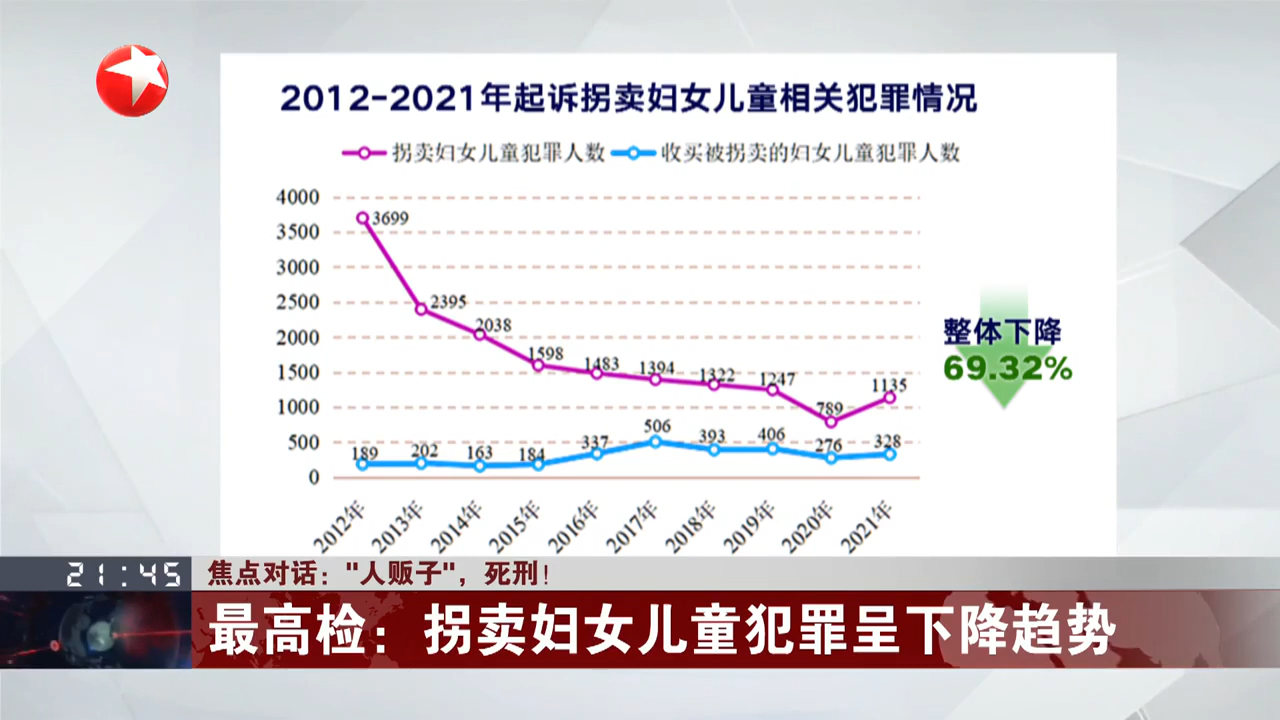 2012-2021年起诉拐卖妇女儿童相关犯罪情况
拐卖妇女儿童犯罪人数 收买被拐卖的妇女儿童犯罪人数
4000
3500
3000
2500
2000
1500
1000
500
0
3699 2395 2038 1598 1483 1394 1322 1247 789 1135
189 202 163 184 337 506 393 406 276 328
2012年 2013年 2014年 2015年 2016年 2017年 2018年 2019年 2020年 2021年
整体下降
69.32%
21:45 焦点对话："人贩子"，死刑！
最高检：拐卖妇女儿童犯罪呈下降趋势